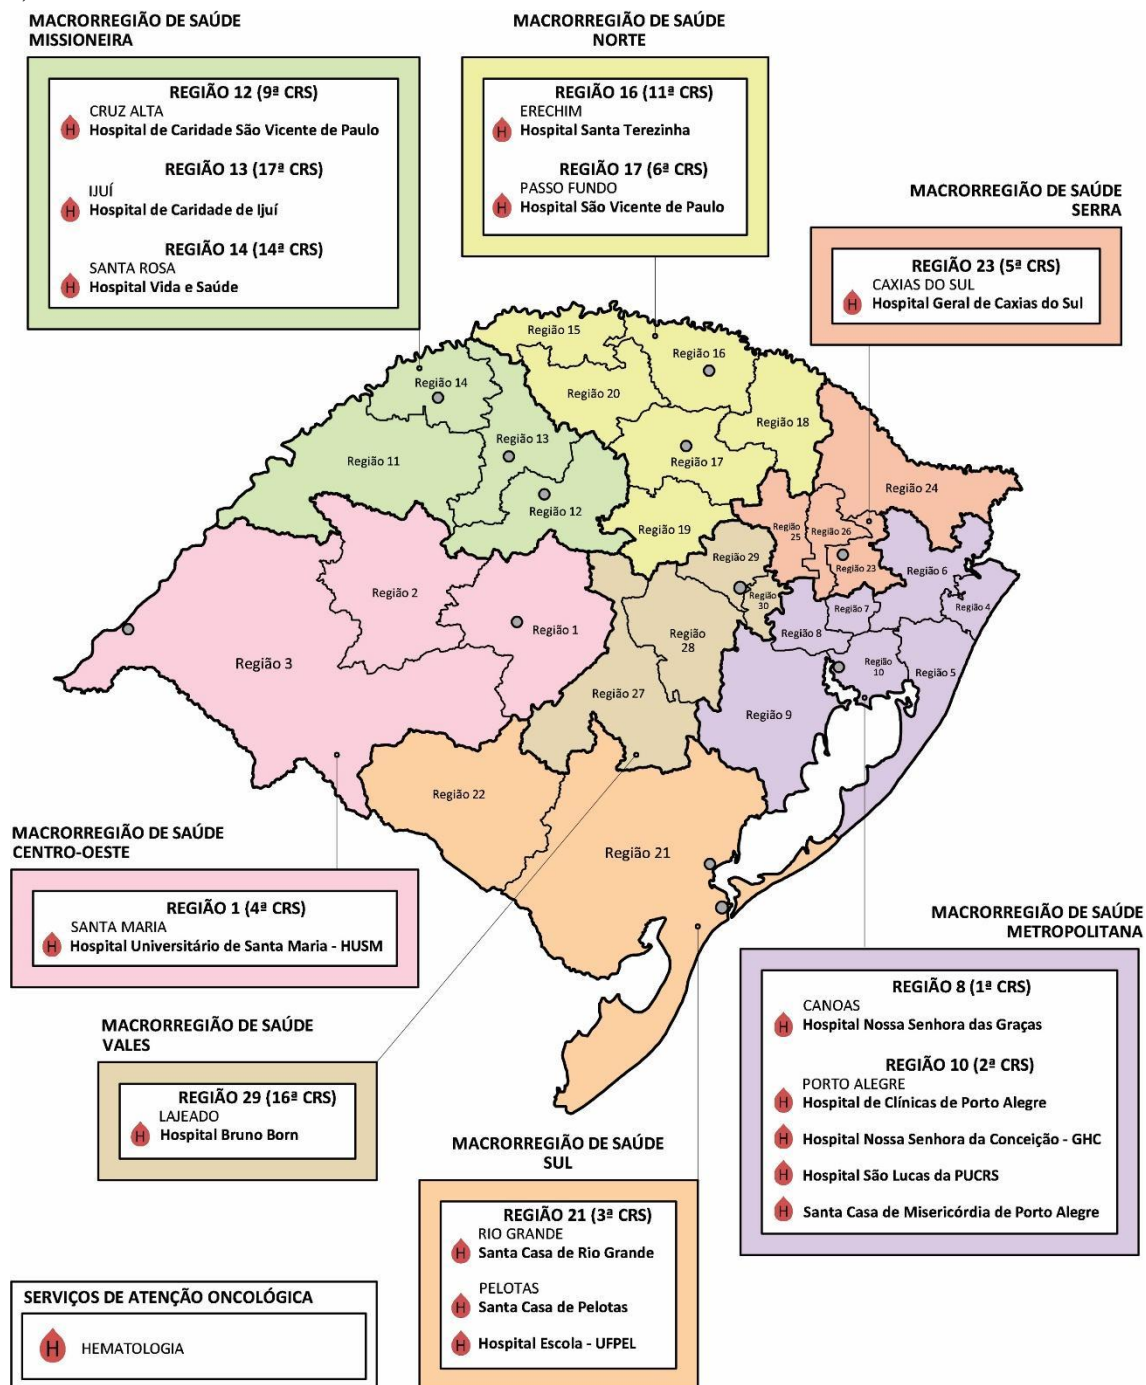 MACRORREGIÃO DE SAÚDE
MISSIONEIRA
REGIÃO 12 (9ª CRS)
CRUZ ALTA
H
Hospital de Caridade São Vicente de Paulo
REGIÃO 13 (17ª CRS)
IJUÍ
H
Hospital de Caridade de Ijuí
REGIÃO 14 (14ª CRS)
SANTA ROSA
H
Hospital Vida e Saúde
MACRORREGIÃO DE SAÚDE
NORTE
REGIÃO 16 (11ª CRS)
ERECHIM
H
Hospital Santa Terezinha
REGIÃO 17 (6ª CRS)
PASSO FUNDO
H
Hospital São Vicente de Paulo
MACRORREGIÃO DE SAÚDE
SERRA
REGIÃO 23 (5ª CRS)
CAXIAS DO SUL
H
Hospital Geral de Caxias do Sul
Região 15
Região 16
Região 14
Região 20
Região 18
Região 13
Região 11
Região 17
Região 24
Região 12
Região 19
Região
25
Região 26
Região 29
Região 23
Região 6
Região 2
Região
30
Região 7
Região 4
Região 1
Região 8
Região
28
Região 3
Região
10
Região 5
Região 27
Região 9
Região 22
Região 21
MACRORREGIÃO DE SAÚDE
CENTRO-OESTE
REGIÃO 1 (4ª CRS)
SANTA MARIA
H
Hospital Universitário de Santa Maria - HUSM
MACRORREGIÃO DE SAÚDE
VALES
REGIÃO 29 (16ª CRS)
LAJEADO
H
Hospital Bruno Born
MACRORREGIÃO DE SAÚDE
SUL
REGIÃO 21 (3ª CRS)
RIO GRANDE
H
Santa Casa de Rio Grande
PELOTAS
H
Santa Casa de Pelotas
H
Hospital Escola - UFPEL
MACRORREGIÃO DE SAÚDE
METROPOLITANA
REGIÃO 8 (1ª CRS)
CANOAS
H
Hospital Nossa Senhora das Graças
REGIÃO 10 (2ª CRS)
PORTO ALEGRE
H
Hospital de Clínicas de Porto Alegre
H
Hospital Nossa Senhora da Conceição - GHC
H
Hospital São Lucas da PUCRS
H
Santa Casa de Misericórdia de Porto Alegre
SERVIÇOS DE ATENÇÃO ONCOLÓGICA
H
HEMATOLOGIA